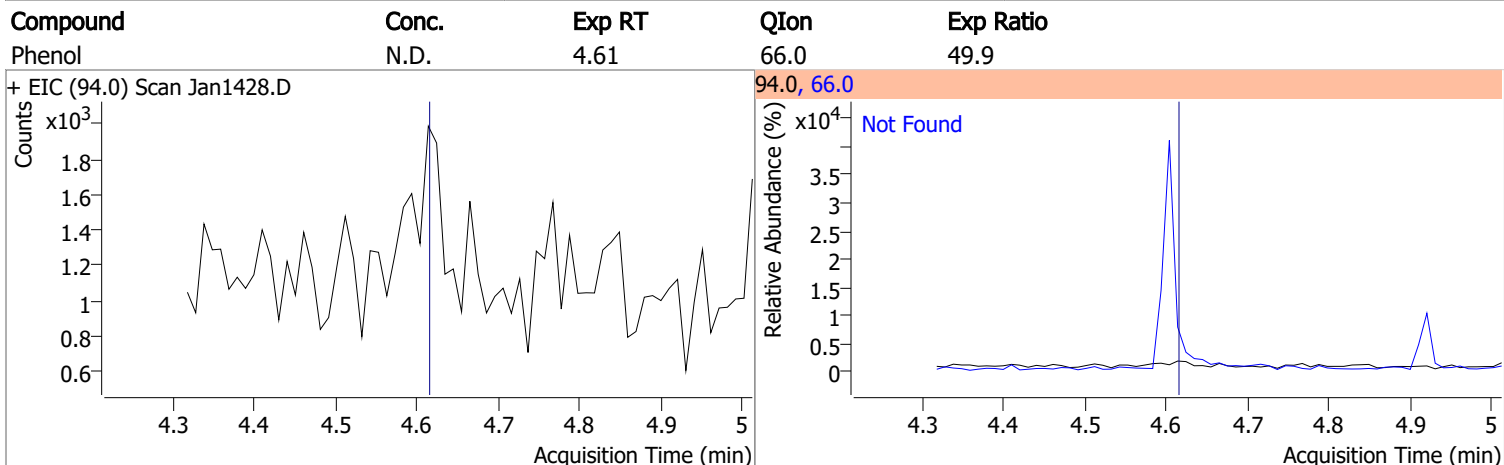 Compound Conc. Exp RT QIon Exp Ratio
Phenol N.D. 4.61 66.0 49.9
+ EIC (94.0) Scan Jan1428.D
Counts
x10³
1.8
1.6
1.4
1.2
1
0.8
0.6
4.3 4.4 4.5 4.6 4.7 4.8 4.9 5
Acquisition Time (min)
94.0, 66.0
Relative Abundance (%)
x10⁴
Not Found
3.5
3
2.5
2
1.5
1
0.5
0
4.3 4.4 4.5 4.6 4.7 4.8 4.9 5
Acquisition Time (min)